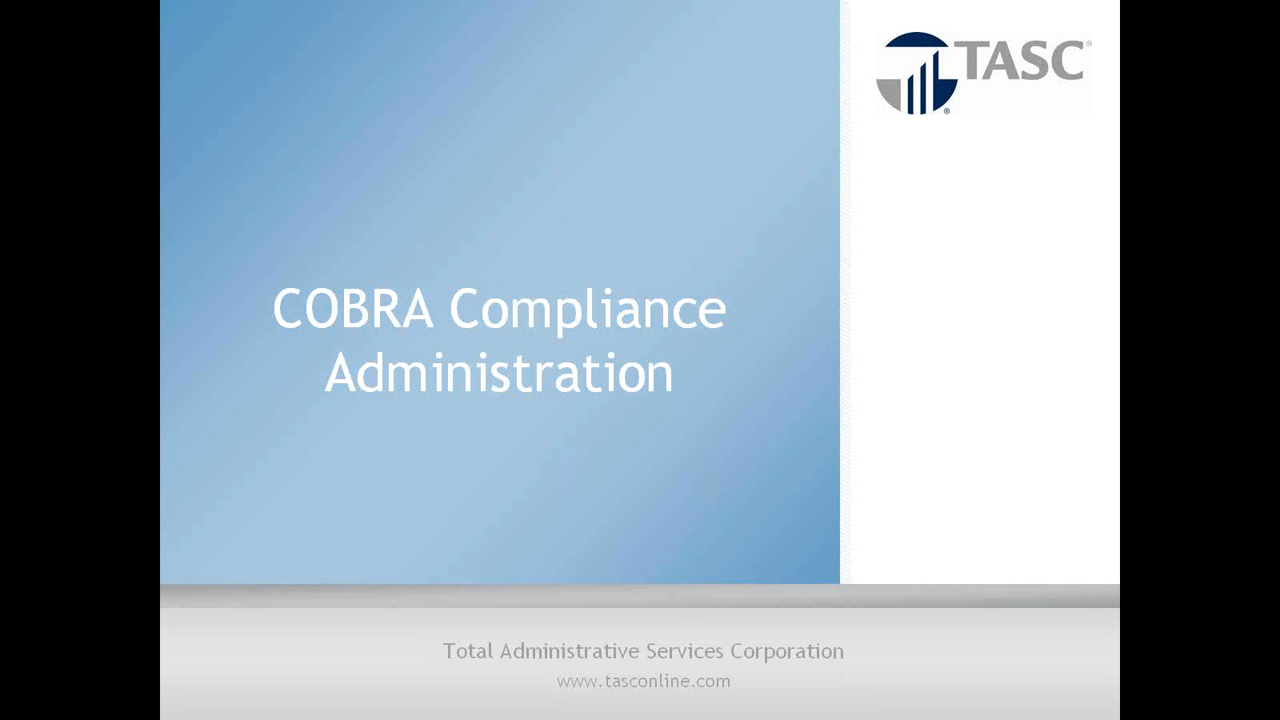 TASC®
®
COBRA Compliance
Administration
Total Administrative Services Corporation
www.tasconline.com